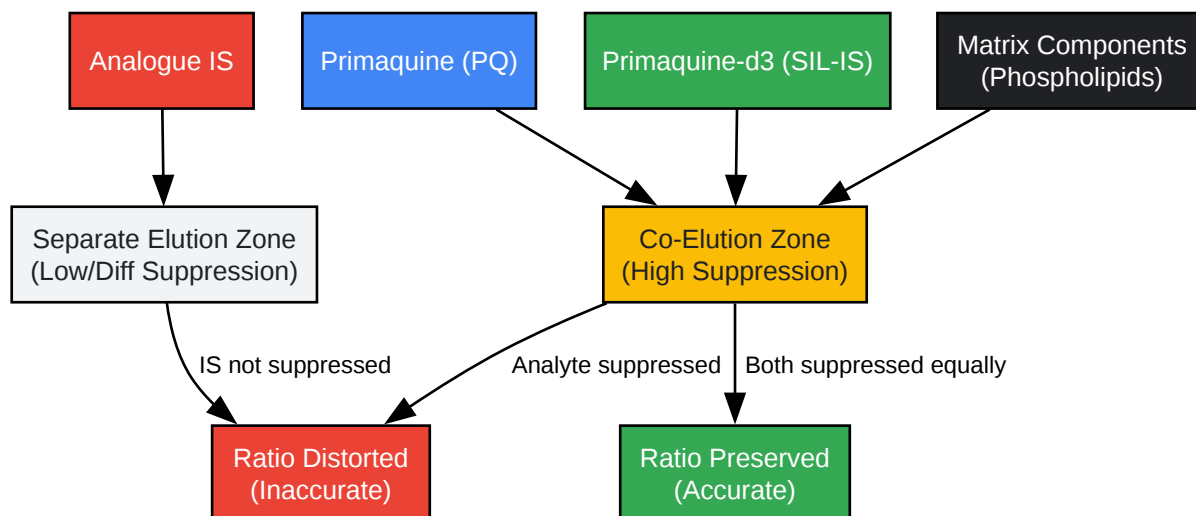 Analogue IS
Primaquine (PQ)
Primaquine-d3 (SIL-IS)
Matrix Components
(Phospholipids)
Separate Elution Zone
(Low/Diff Suppression)
Co-Elution Zone
(High Suppression)
IS not suppressed
Analyte suppressed
Both suppressed equally
Ratio Distorted
(Inaccurate)
Ratio Preserved
(Accurate)